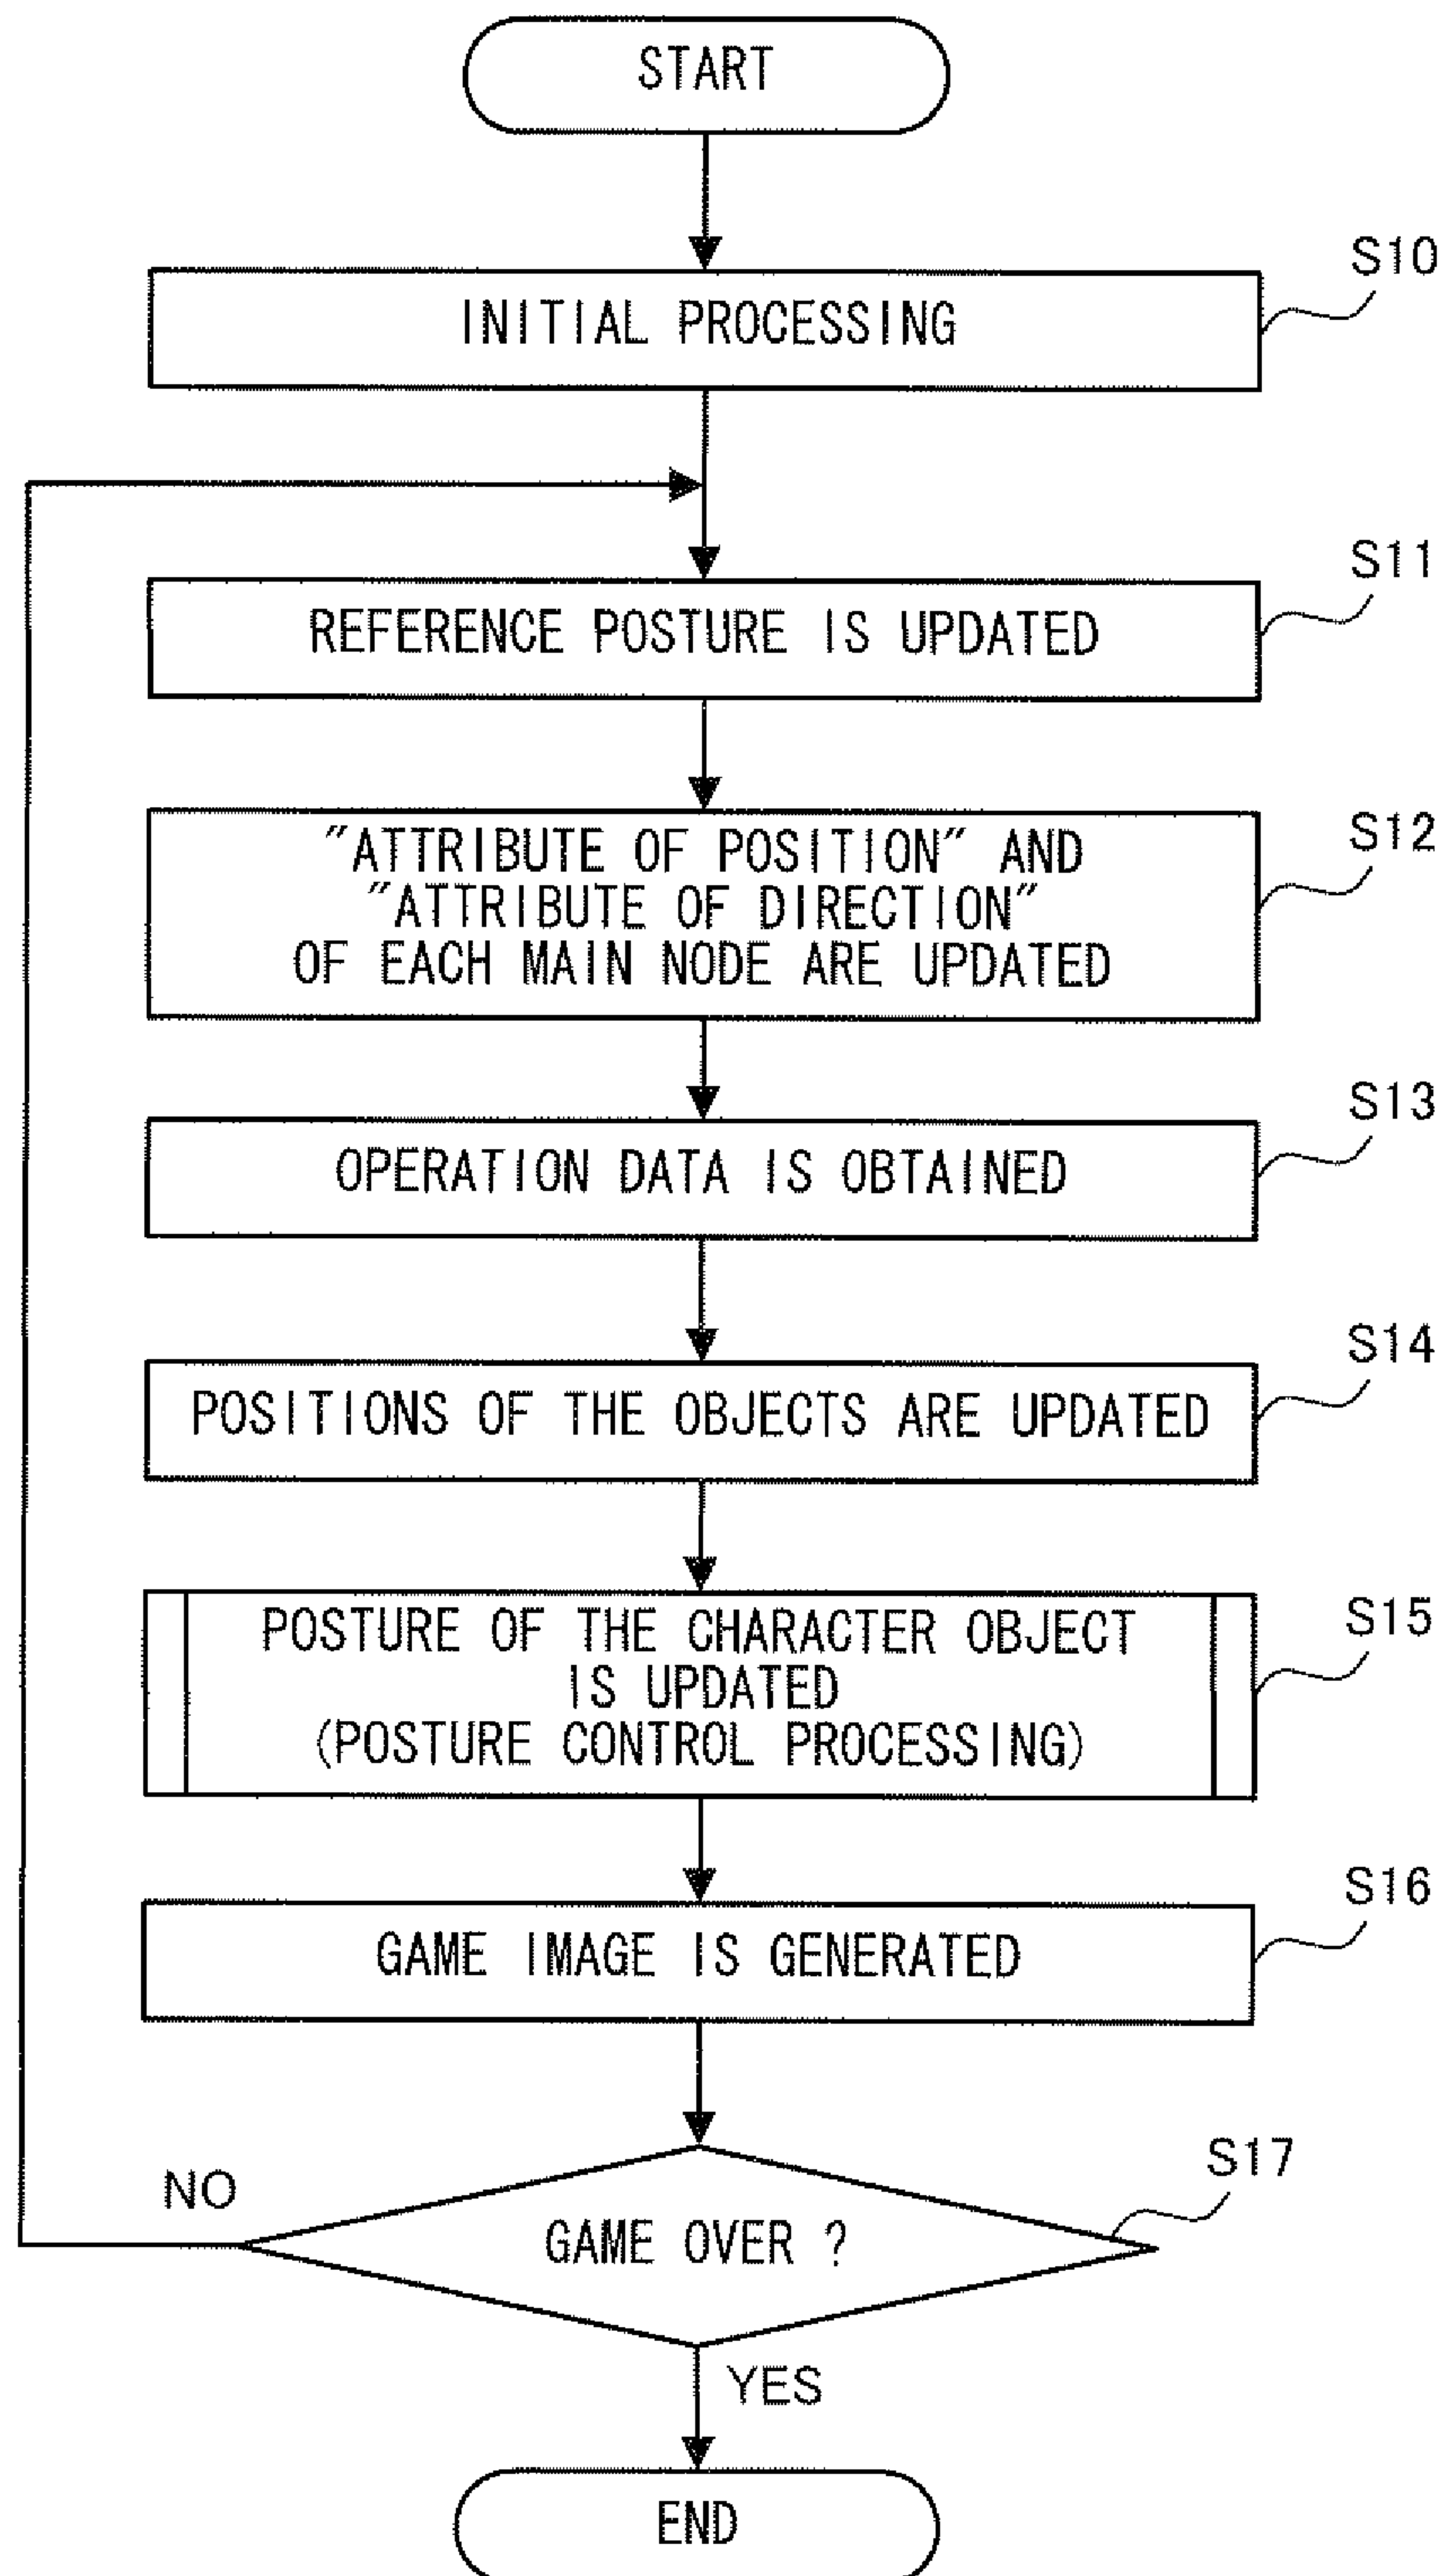 START
S10
INITIAL PROCESSING
S11
REFERENCE POSTURE IS UPDATED
S12
"ATTRIBUTE OF POSITION" AND
"ATTRIBUTE OF DIRECTION"
OF EACH MAIN NODE ARE UPDATED
S13
OPERATION DATA IS OBTAINED
S14
POSITIONS OF THE OBJECTS ARE UPDATED
S15
POSTURE OF THE CHARACTER OBJECT
IS UPDATED
(POSTURE CONTROL PROCESSING)
S16
GAME IMAGE IS GENERATED
S17
NO
GAME OVER ?
YES
END